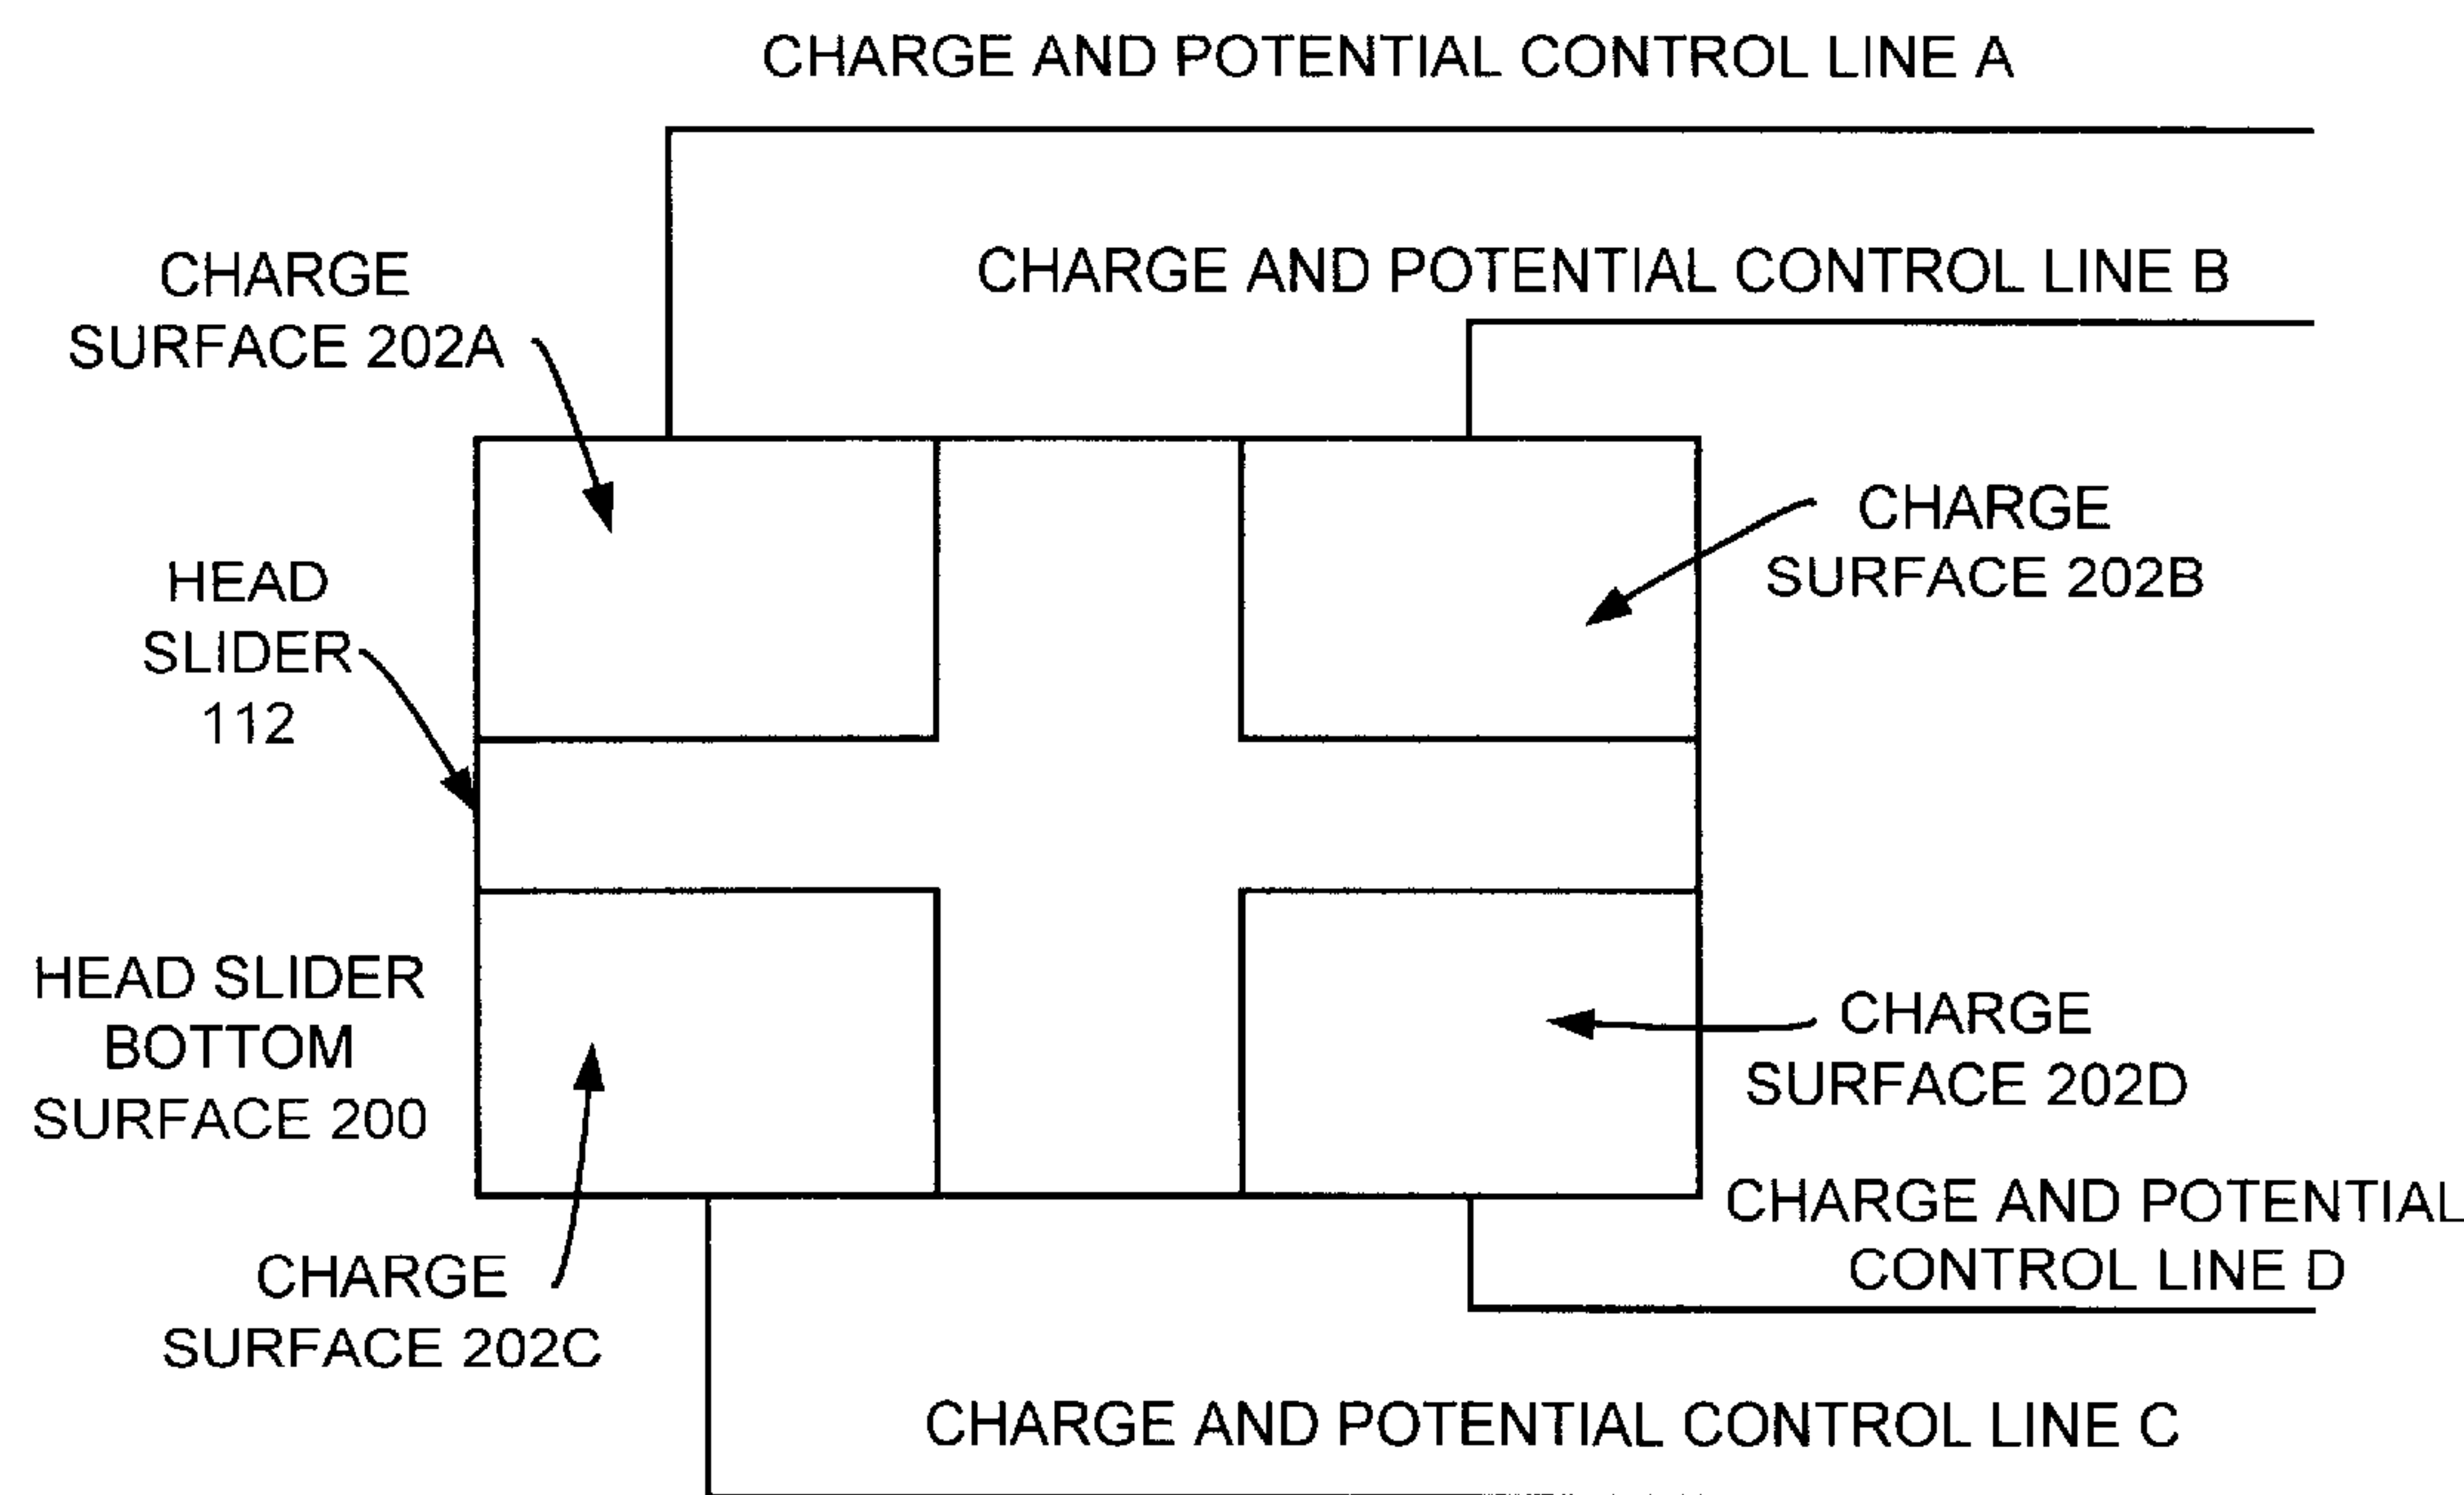 CHARGE AND POTENTIAL CONTROL LINE A
CHARGE
SURFACE 202A
CHARGE AND POTENTIAL CONTROL LINE B
CHARGE
SURFACE 202B
HEAD
SLIDER
112
HEAD SLIDER
BOTTOM
SURFACE 200
CHARGE
SURFACE 202D
CHARGE AND POTENTIAL
CONTROL LINE D
CHARGE
SURFACE 202C
CHARGE AND POTENTIAL CONTROL LINE C